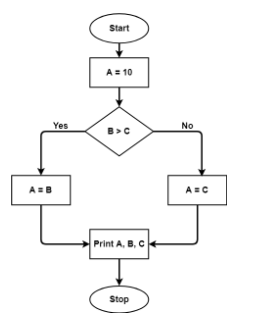 Start
A = 10
B > C
Yes
No
A = B
A = C
Print A, B, C
Stop